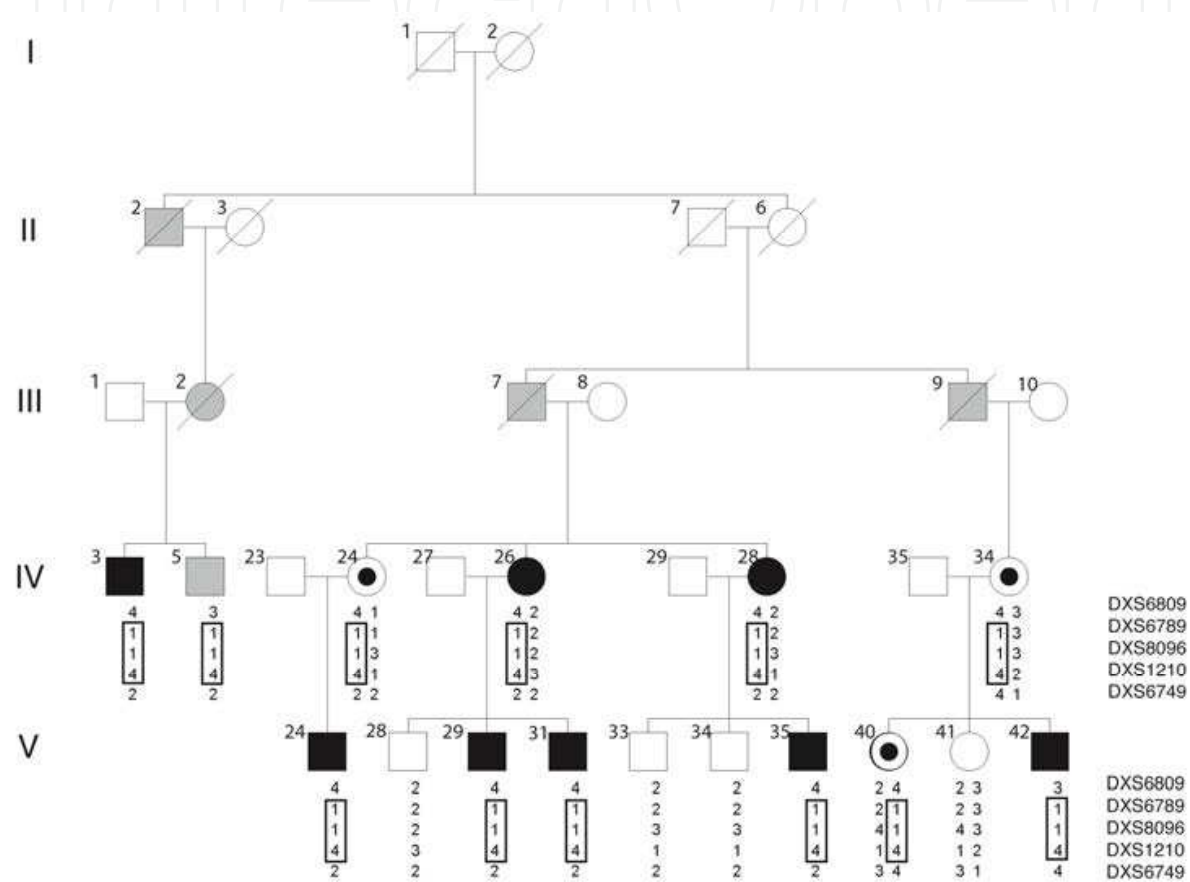 I 1 2
II 2 3 7 6
III 1 2 7 8 9 10
IV 3 5 23 24 27 26 29 28 35 34
4 3 4 1 4 2 4 2 4 3 DXS6809
1 1 1 1 1 2 1 2 1 3 DXS6789
1 1 1 3 1 2 1 3 1 3 DXS8096
4 4 4 1 4 3 4 1 4 2 DXS1210
2 2 2 2 2 2 2 2 4 1 DXS6749
V 24 28 29 31 33 34 35 40 41 42
4 2 4 4 2 2 4 2 4 2 3 3 DXS6809
1 2 1 1 2 2 1 2 1 2 3 1 DXS6789
1 2 1 1 3 3 1 4 1 4 3 1 DXS8096
4 3 4 4 1 1 4 1 4 1 2 4 DXS1210
2 2 2 2 2 2 2 3 4 3 1 4 DXS6749